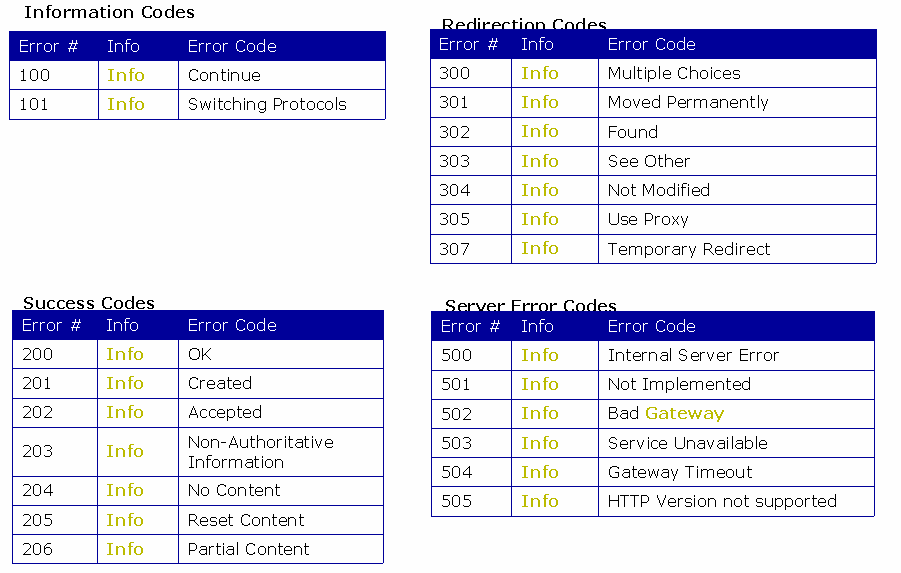 Information Codes
Error # Info Error Code
100 Info Continue
101 Info Switching Protocols
Redirection Codes
Error # Info Error Code
300 Info Multiple Choices
301 Info Moved Permanently
302 Info Found
303 Info See Other
304 Info Not Modified
305 Info Use Proxy
307 Info Temporary Redirect
Success Codes
Error # Info Error Code
200 Info OK
201 Info Created
202 Info Accepted
203 Info Non-Authoritative
Information
204 Info No Content
205 Info Reset Content
206 Info Partial Content
Server Error Codes
Error # Info Error Code
500 Info Internal Server Error
501 Info Not Implemented
502 Info Bad Gateway
503 Info Service Unavailable
504 Info Gateway Timeout
505 Info HTTP Version not supported